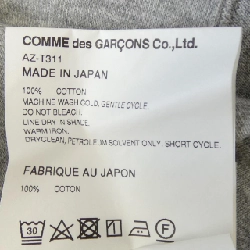 COMME des GARÇONS Co., Ltd.
AZ-T311
MADE IN JAPAN
100% COTTON
MACHINE WASH COLD, GENTLE CYCLE
DO NOT BLEACH.
LINE DRY IN SHADE.
WARM IRON.
DRYCLEAN, PETROLEUM SOLVENT ONLY. SHORT CYCLE.
FABRIQUE AU JAPON
100% COTON
30